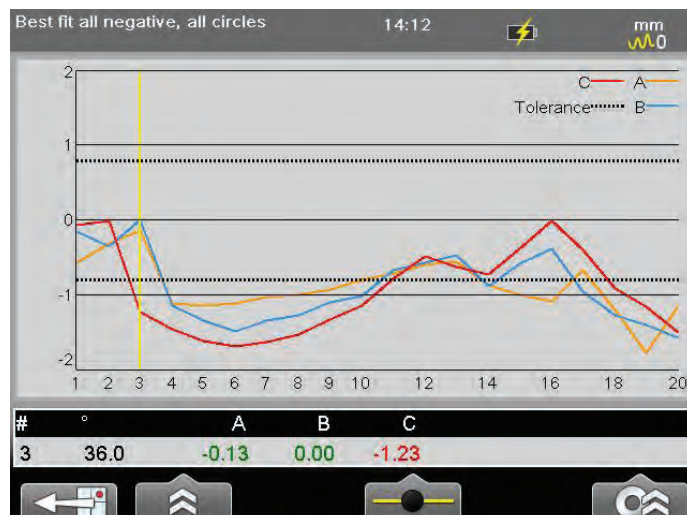 Best fit all negative, all circles 14:12 mm
0
2
C A
Tolerance B
1
0
-1
-2
1 2 3 4 5 6 7 8 9 10 12 14 16 18 20
# ° A B C
3 36.0 -0.13 0.00 -1.23